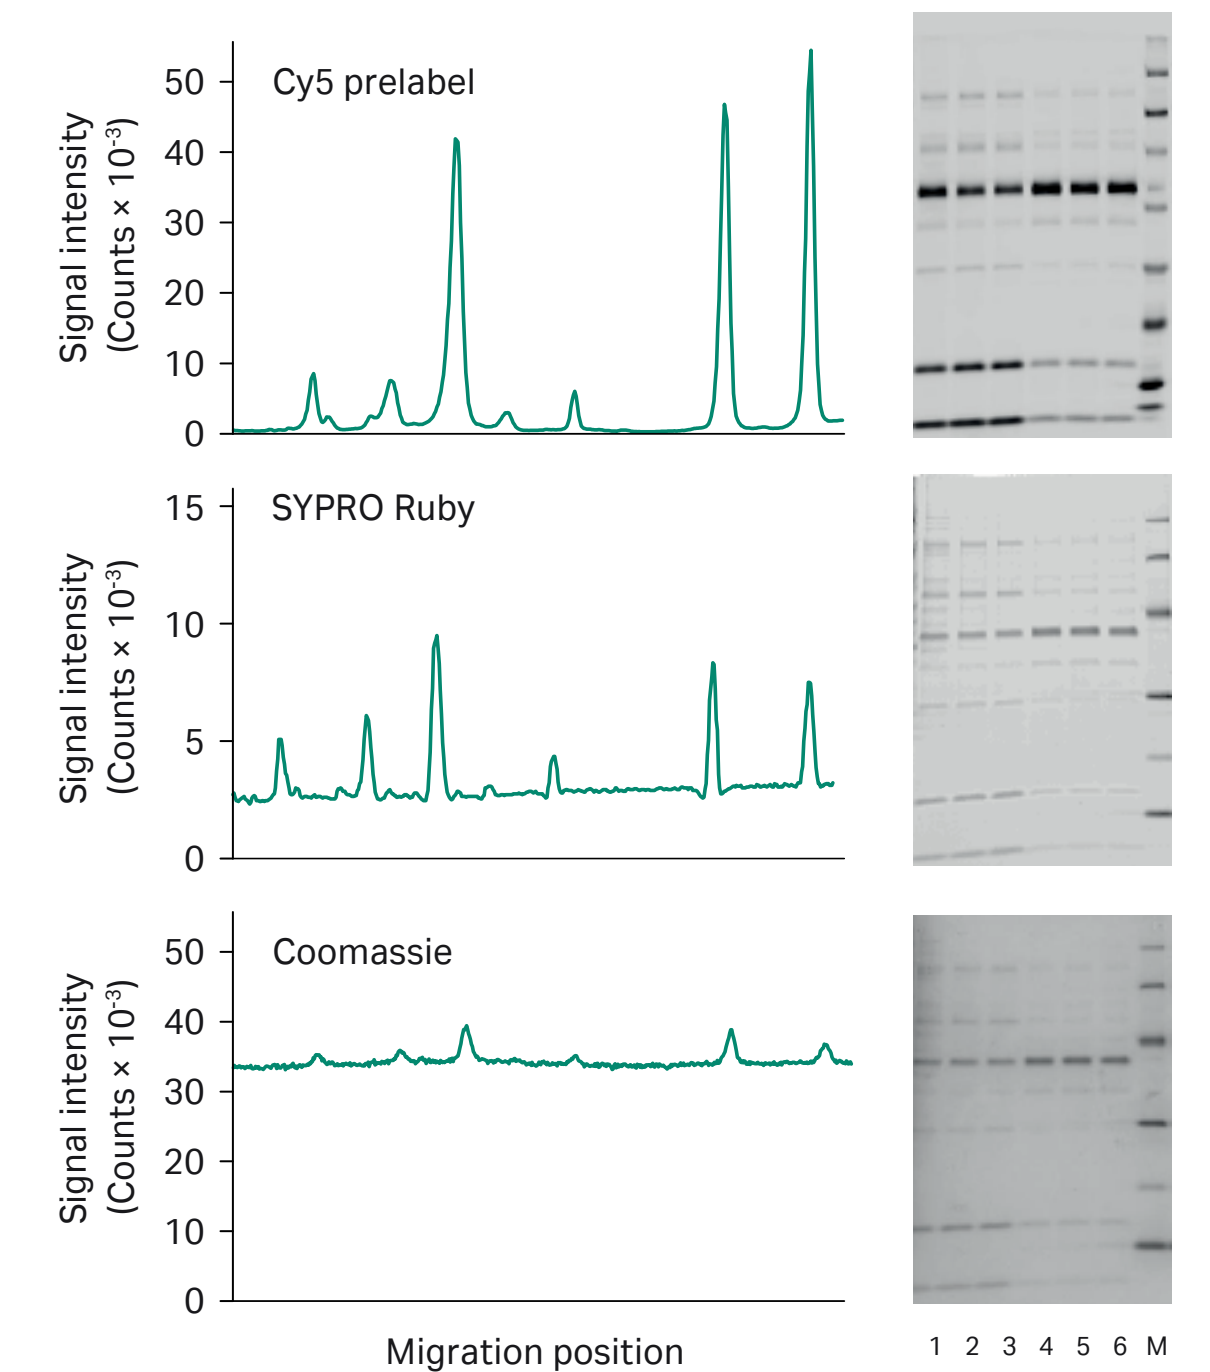 Cy5 prelabel
Signal intensity
(Counts × 10⁻³)
50
40
30
20
10
0
SYPRO Ruby
Signal intensity
(Counts × 10⁻³)
15
10
5
0
Coomassie
Signal intensity
(Counts × 10⁻³)
50
40
30
20
10
0
Migration position
1 2 3 4 5 6 M